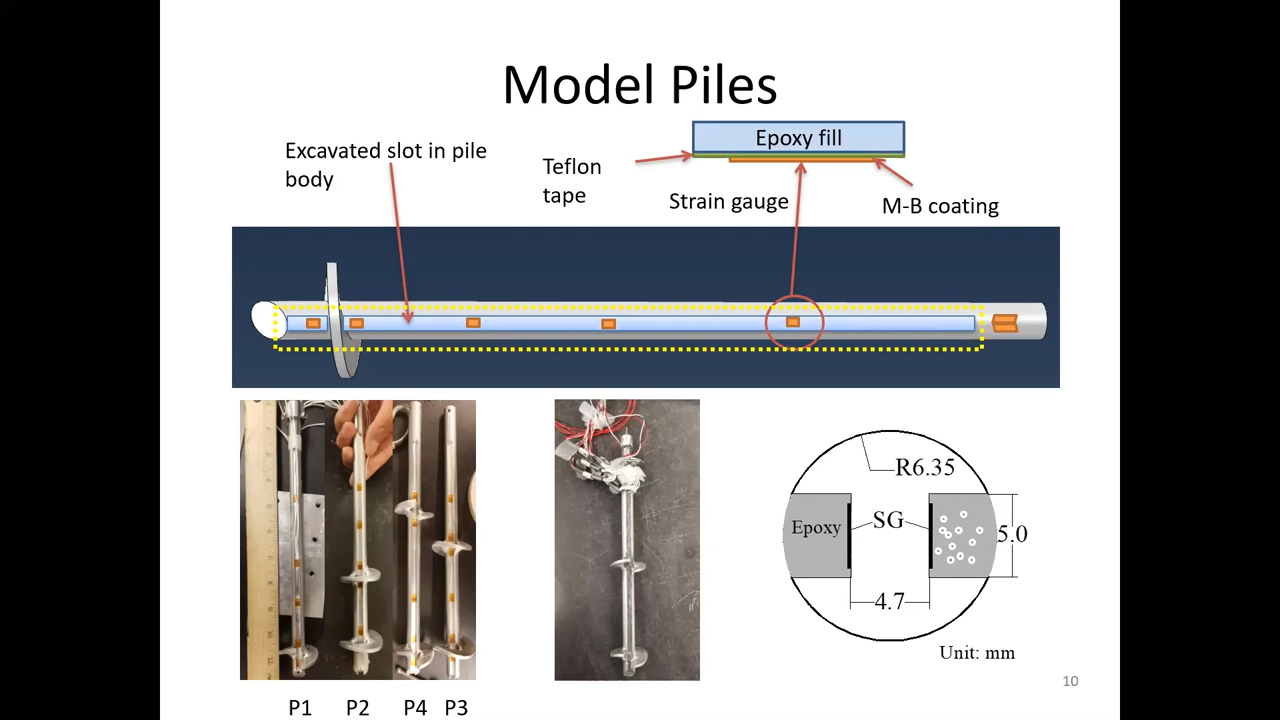 Model Piles
Excavated slot in pile
body
Teflon
tape
Epoxy fill
Strain gauge
M-B coating
R6.35
Epoxy
SG
5.0
4.7
Unit: mm
P1 P2 P4 P3
10